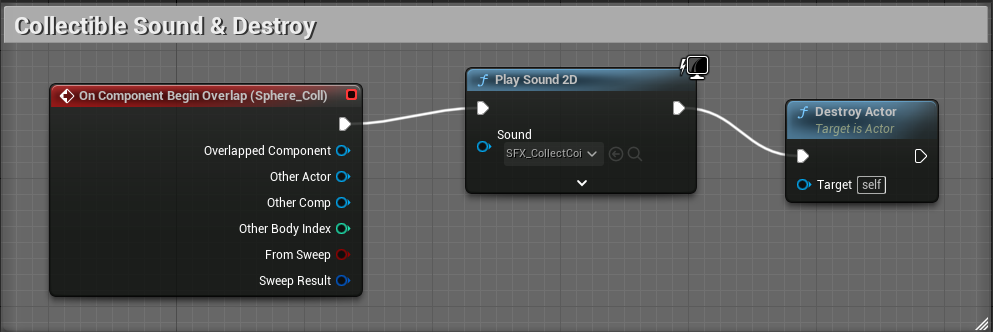 Collectible Sound & Destroy
On Component Begin Overlap (Sphere_Coll)
Overlapped Component
Other Actor
Other Comp
Other Body Index
From Sweep
Sweep Result
f Play Sound 2D
Sound
SFX_CollectCoi
f Destroy Actor
Target is Actor
Target self